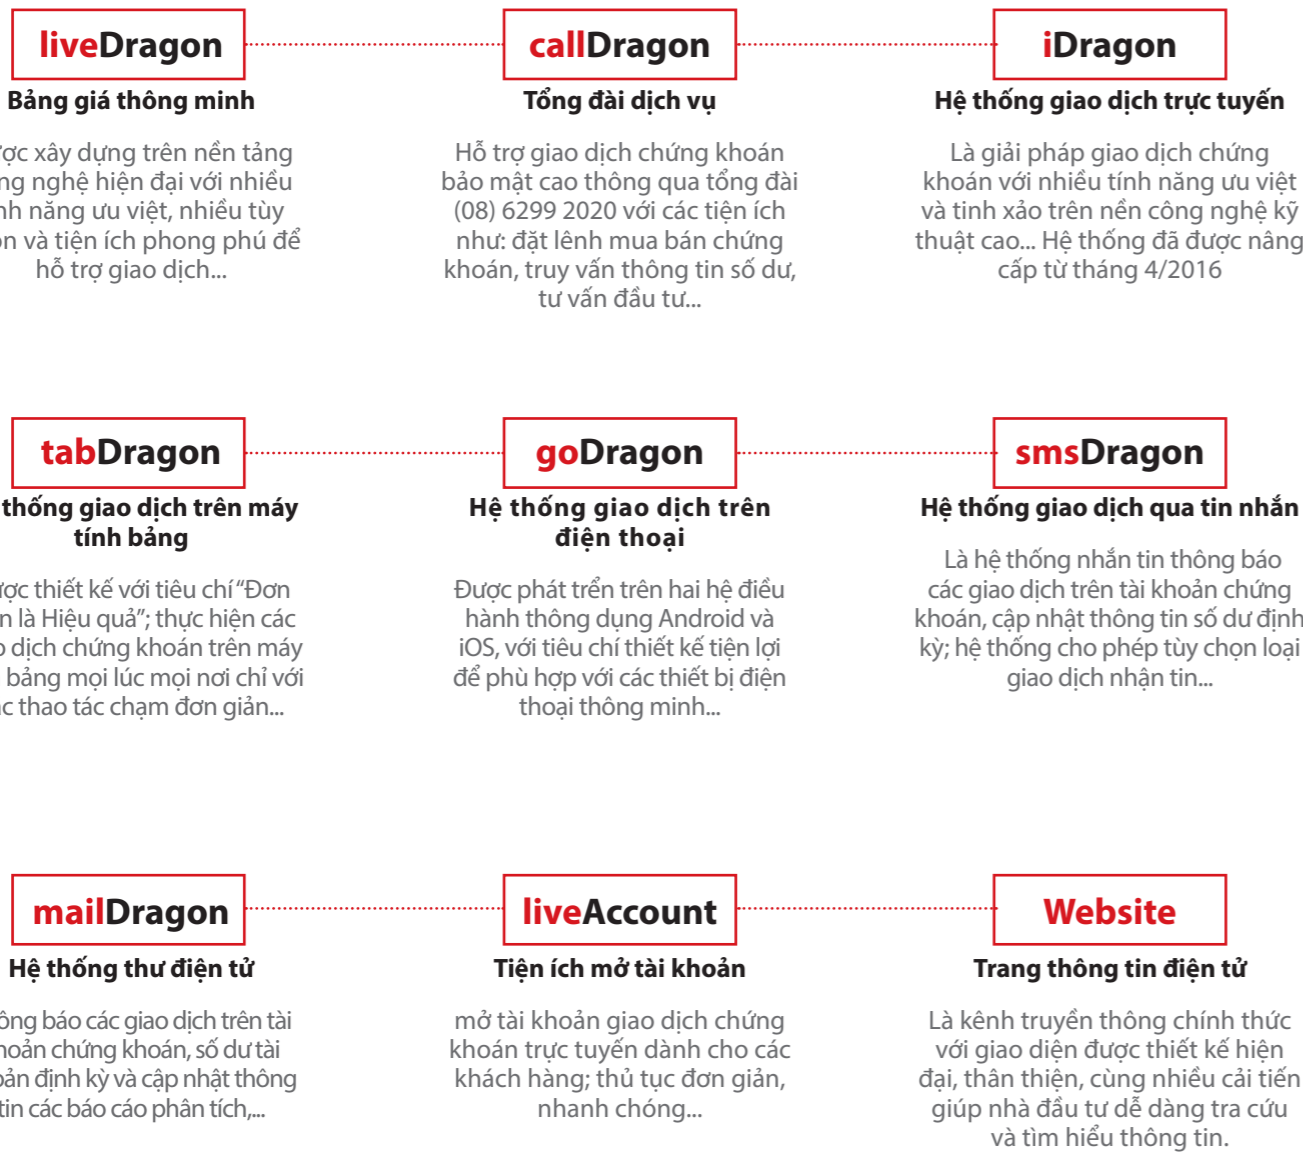 liveDragon
Bảng giá thông minh
xây dựng trên nền tảng
nghệ hiện đại với nhiều
năng ưu việt, nhiều tùy
và tiện ích phong phú để
hỗ trợ giao dịch...
callDragon
Tổng đài dịch vụ
Hỗ trợ giao dịch chứng khoán
bảo mật cao thông qua tổng đài
(08) 6299 2020 với các tiện ích
như: đặt lênh mua bán chứng
khoán, truy vấn thông tin số dư,
tư vấn đầu tư...
iDragon
Hệ thống giao dịch trực tuyến
Là giải pháp giao dịch chứng
khoán với nhiều tính năng ưu việt
và tinh xảo trên nền công nghệ kỹ
thuật cao... Hệ thống đã được nâng
cấp từ tháng 4/2016
tabDragon
thống giao dịch trên máy
tính bảng
thiết kế với tiêu chí “Đơn
là Hiệu quả”; thực hiện các
dịch chứng khoán trên máy
bảng mọi lúc mọi nơi chỉ với
thao tác chạm đơn giản...
goDragon
Hệ thống giao dịch trên
điện thoại
Được phát trển trên hai hệ điều
hành thông dụng Android và
iOS, với tiêu chí thiết kế tiện lợi
để phù hợp với các thiết bị điện
thoại thông minh...
smsDragon
Hệ thống giao dịch qua tin nhắn
Là hệ thống nhắn tin thông báo
các giao dịch trên tài khoản chứng
khoán, cập nhật thông tin số dư định
kỳ; hệ thống cho phép tùy chọn loại
giao dịch nhận tin...
mailDragon
Hệ thống thư điện tử
báo các giao dịch trên tài
chứng khoán, số dư tài
định kỳ và cập nhật thông
tin các báo cáo phân tích,...
liveAccount
Tiện ích mở tài khoản
mở tài khoản giao dịch chứng
khoán trực tuyến dành cho các
khách hàng; thủ tục đơn giản,
nhanh chóng...
Website
Trang thông tin điện tử
Là kênh truyền thông chính thức
với giao diện được thiết kế hiện
đại, thân thiện, cùng nhiều cải tiến
giúp nhà đầu tư dễ dàng tra cứu
và tìm hiểu thông tin.